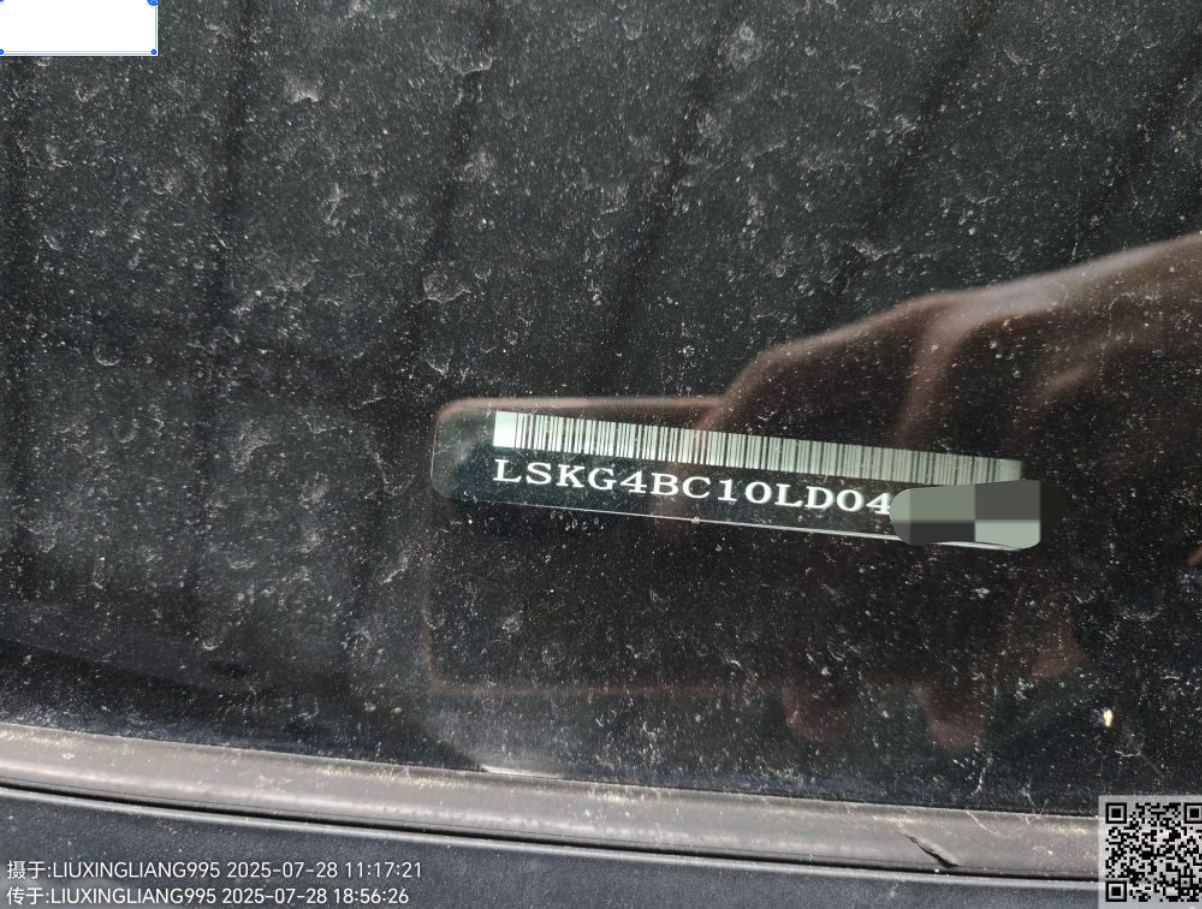 LSKG4BC10LD04
摄于:LIUXINGLIANG995 2025-07-28 11:17:21
传于:LIUXINGLIANG995 2025-07-28 18:56:26